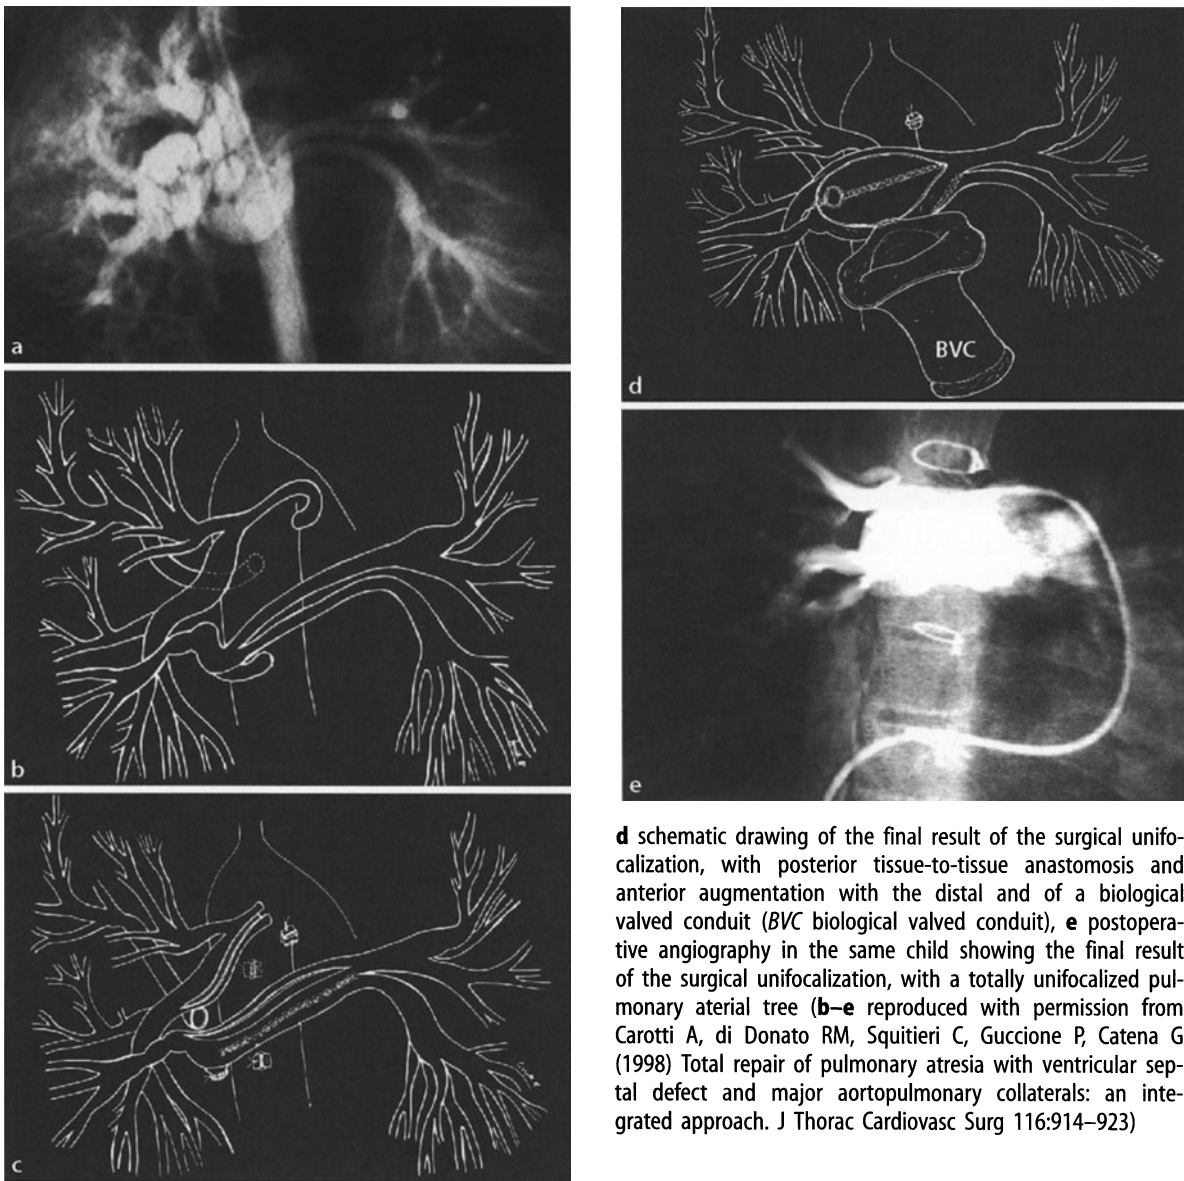 a
b
c
BVC
d
e
d schematic drawing of the final result of the surgical unifo-
calization, with posterior tissue-to-tissue anastomosis and
anterior augmentation with the distal and of a biological
valved conduit (BVC biological valved conduit), e postopera-
tive angiography in the same child showing the final result
of the surgical unifocalization, with a totally unifocalized pul-
monary aterial tree (b–e reproduced with permission from
Carotti A, di Donato RM, Squitieri C, Guccione P, Catena G
(1998) Total repair of pulmonary atresia with ventricular sep-
tal defect and major aortopulmonary collaterals: an inte-
grated approach. J Thorac Cardiovasc Surg 116:914–923)